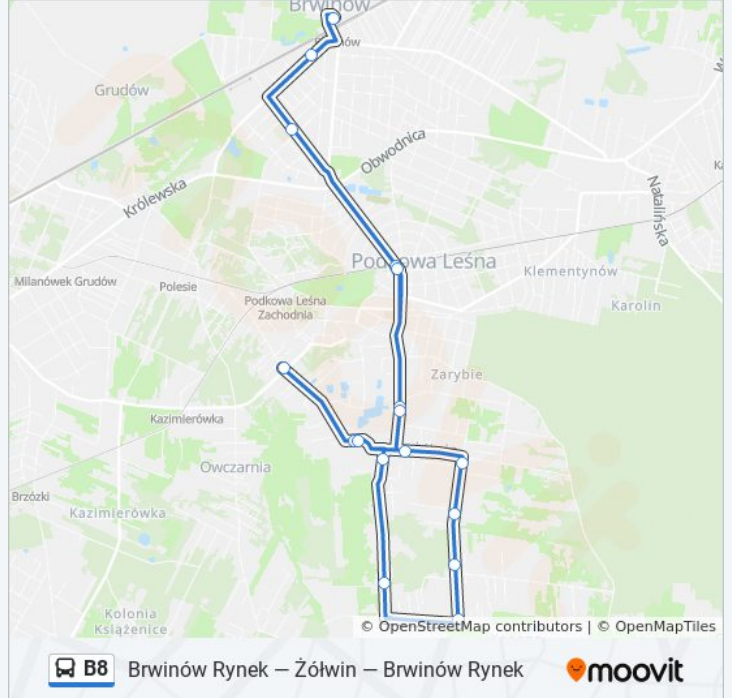 Brwinów
Grudów
Obwodnica
Królewska
Natalińska
Podkowa Leśna
Klementynów
Milanówek Grudów
Polesie
Podkowa Leśna
Zachodnia
Karolin
Zarybie
Kazimierówka
Owczarnia
Brzózki
Kazimierówka
Kolonia
Książenice
© OpenStreetMap contributors | © OpenMapTiles
B8 Brwinów Rynek — Żółwin — Brwinów Rynek moovit